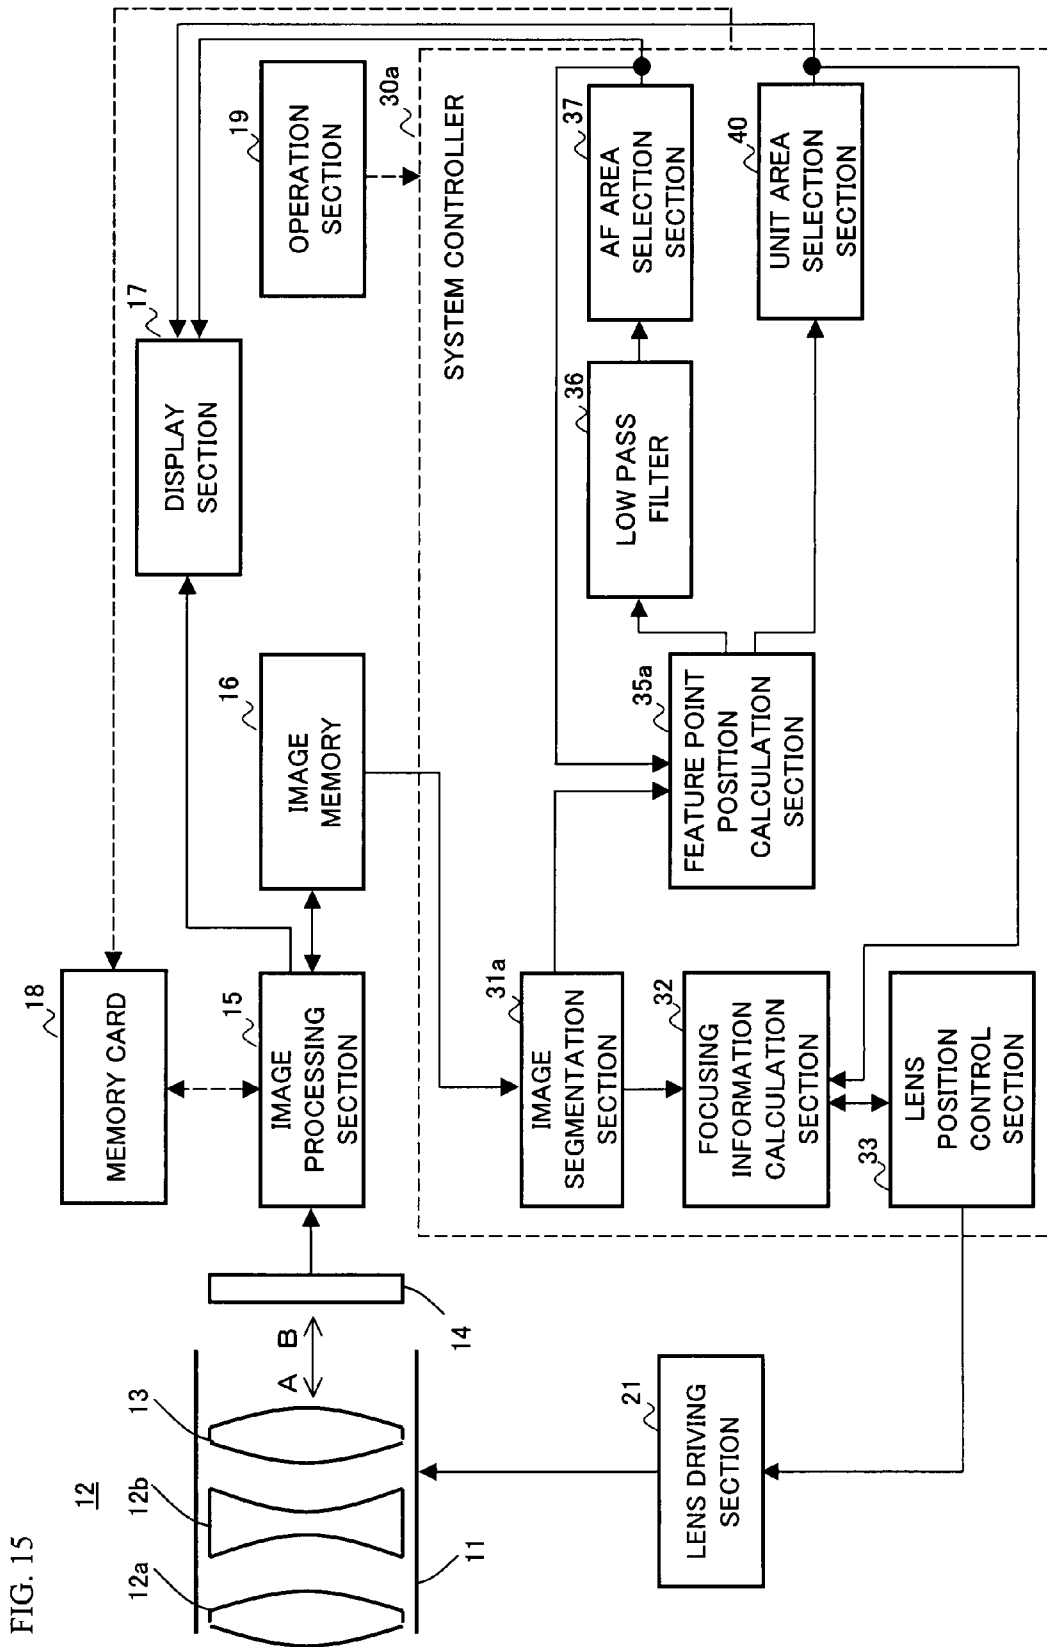 FIG. 15
12
12a
12b
13
A
B
11
14
18
MEMORY CARD
15
IMAGE
PROCESSING
SECTION
16
IMAGE
MEMORY
17
DISPLAY
SECTION
19
OPERATION
SECTION
30a
SYSTEM CONTROLLER
31a
IMAGE
SEGMENTATION
SECTION
32
FOCUSING
INFORMATION
CALCULATION
SECTION
33
LENS
POSITION
CONTROL
SECTION
35a
FEATURE POINT
POSITION
CALCULATION
SECTION
36
LOW PASS
FILTER
37
AF AREA
SELECTION
SECTION
40
UNIT AREA
SELECTION
SECTION
21
LENS DRIVING
SECTION